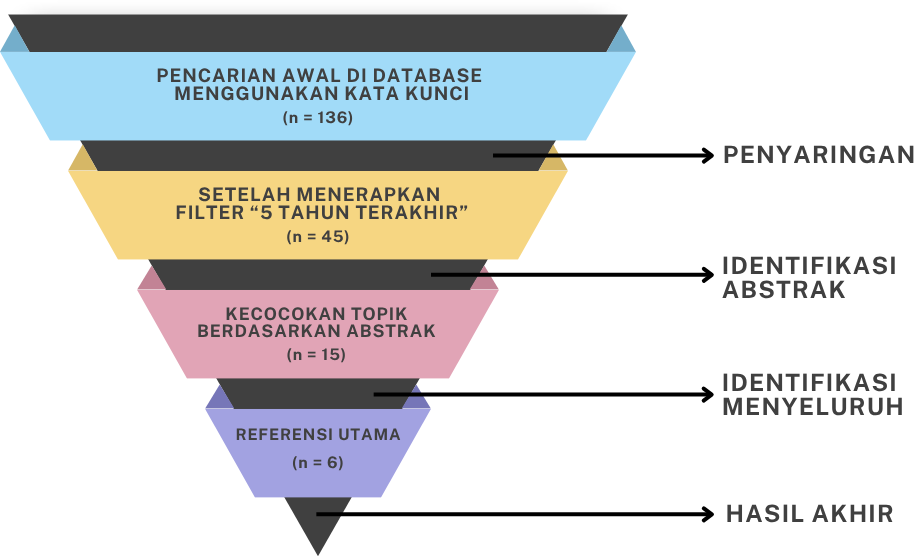 PENCARIAN AWAL DI DATABASE
MENGGUNAKAN KATA KUNCI
(n = 136)
PENYARINGAN
SETELAH MENERAPKAN
FILTER “5 TAHUN TERAKHIR”
(n = 45)
IDENTIFIKASI
ABSTRAK
KECOCOKAN TOPIK
BERDASARKAN ABSTRAK
(n = 15)
IDENTIFIKASI
MENYELURUH
REFERENSI UTAMA
(n = 6)
HASIL AKHIR